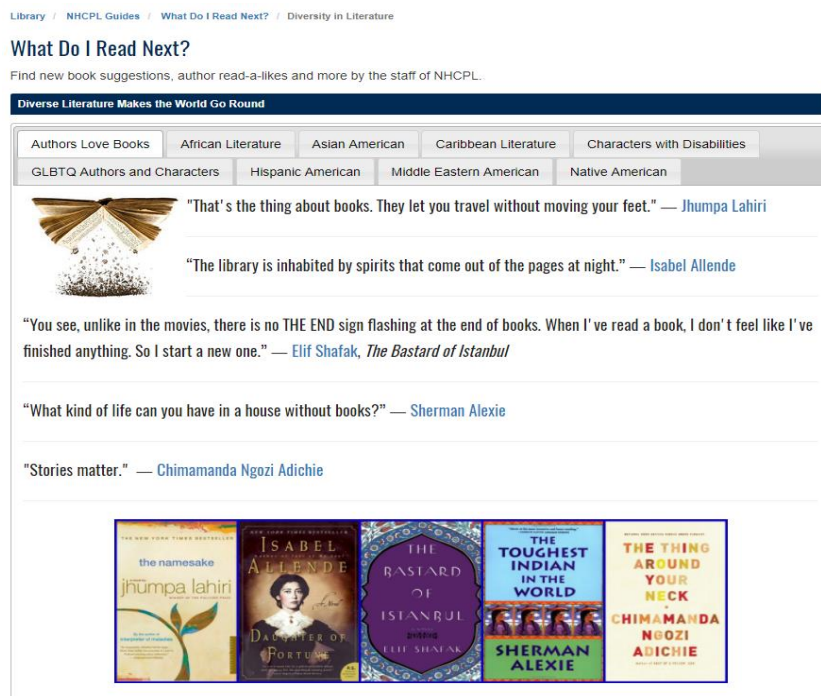 Library / NHCPL Guides / What Do I Read Next? / Diversity in Literature
What Do I Read Next?
Find new book suggestions, author read-a-likes and more by the staff of NHCPL.
Diverse Literature Makes the World Go Round
Authors Love Books African Literature Asian American Caribbean Literature Characters with Disabilities
GLBTQ Authors and Characters Hispanic American Middle Eastern American Native American
"That's the thing about books. They let you travel without moving your feet." — Jhumpa Lahiri
“The library is inhabited by spirits that come out of the pages at night.” — Isabel Allende
“You see, unlike in the movies, there is no THE END sign flashing at the end of books. When I've read a book, I don't feel like I've
finished anything. So I start a new one.” — Elif Shafak, The Bastard of Istanbul
“What kind of life can you have in a house without books?” — Sherman Alexie
"Stories matter." — Chimamanda Ngozi Adichie
THE NEW YORK TIMES BESTSELLER
the namesake
jhumpa lahiri
NEW YORK TIMES BESTSELLER
ISABEL
ALLENDE
DAUGHTER OF
FORTUNE
THE
BASTARD
OF
ISTANBUL
ELIF SHAFAK
THE
TOUGHEST
INDIAN
IN THE
WORLD
SHERMAN
ALEXIE
THE THING
AROUND
YOUR
NECK
CHIMAMANDA
NGOZI
ADICHIE